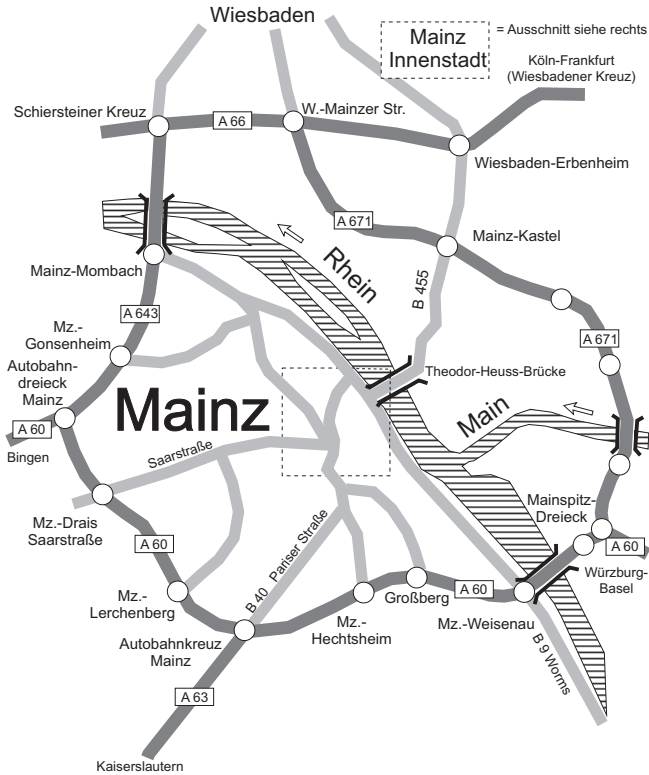 Wiesbaden
Mainz
Innenstadt
= Ausschnitt siehe rechts
Köln-Frankfurt
(Wiesbadener Kreuz)
Schiersteiner Kreuz
A 66
W.-Mainzer Str.
Wiesbaden-Erbenheim
A 671
Mainz-Kastel
Rhein
Mainz-Mombach
B 455
A 643
Mz.-
Gonsenheim
A 671
Autobahn-
dreieck
Mainz
Theodor-Heuss-Brücke
Mainz
Main
A 60
Bingen
Saarstraße
Mainspitz-
Dreieck
Mz.-Drais
Saarstraße
A 60
A 60
Würzburg-
Basel
B 40 Pariser Straße
Mz.-
Lerchenberg
Großberg
A 60
Mz.-
Hechtsheim
Mz.-Weisenau
Autobahnkreuz
Mainz
B 9 Worms
A 63
Kaiserslautern